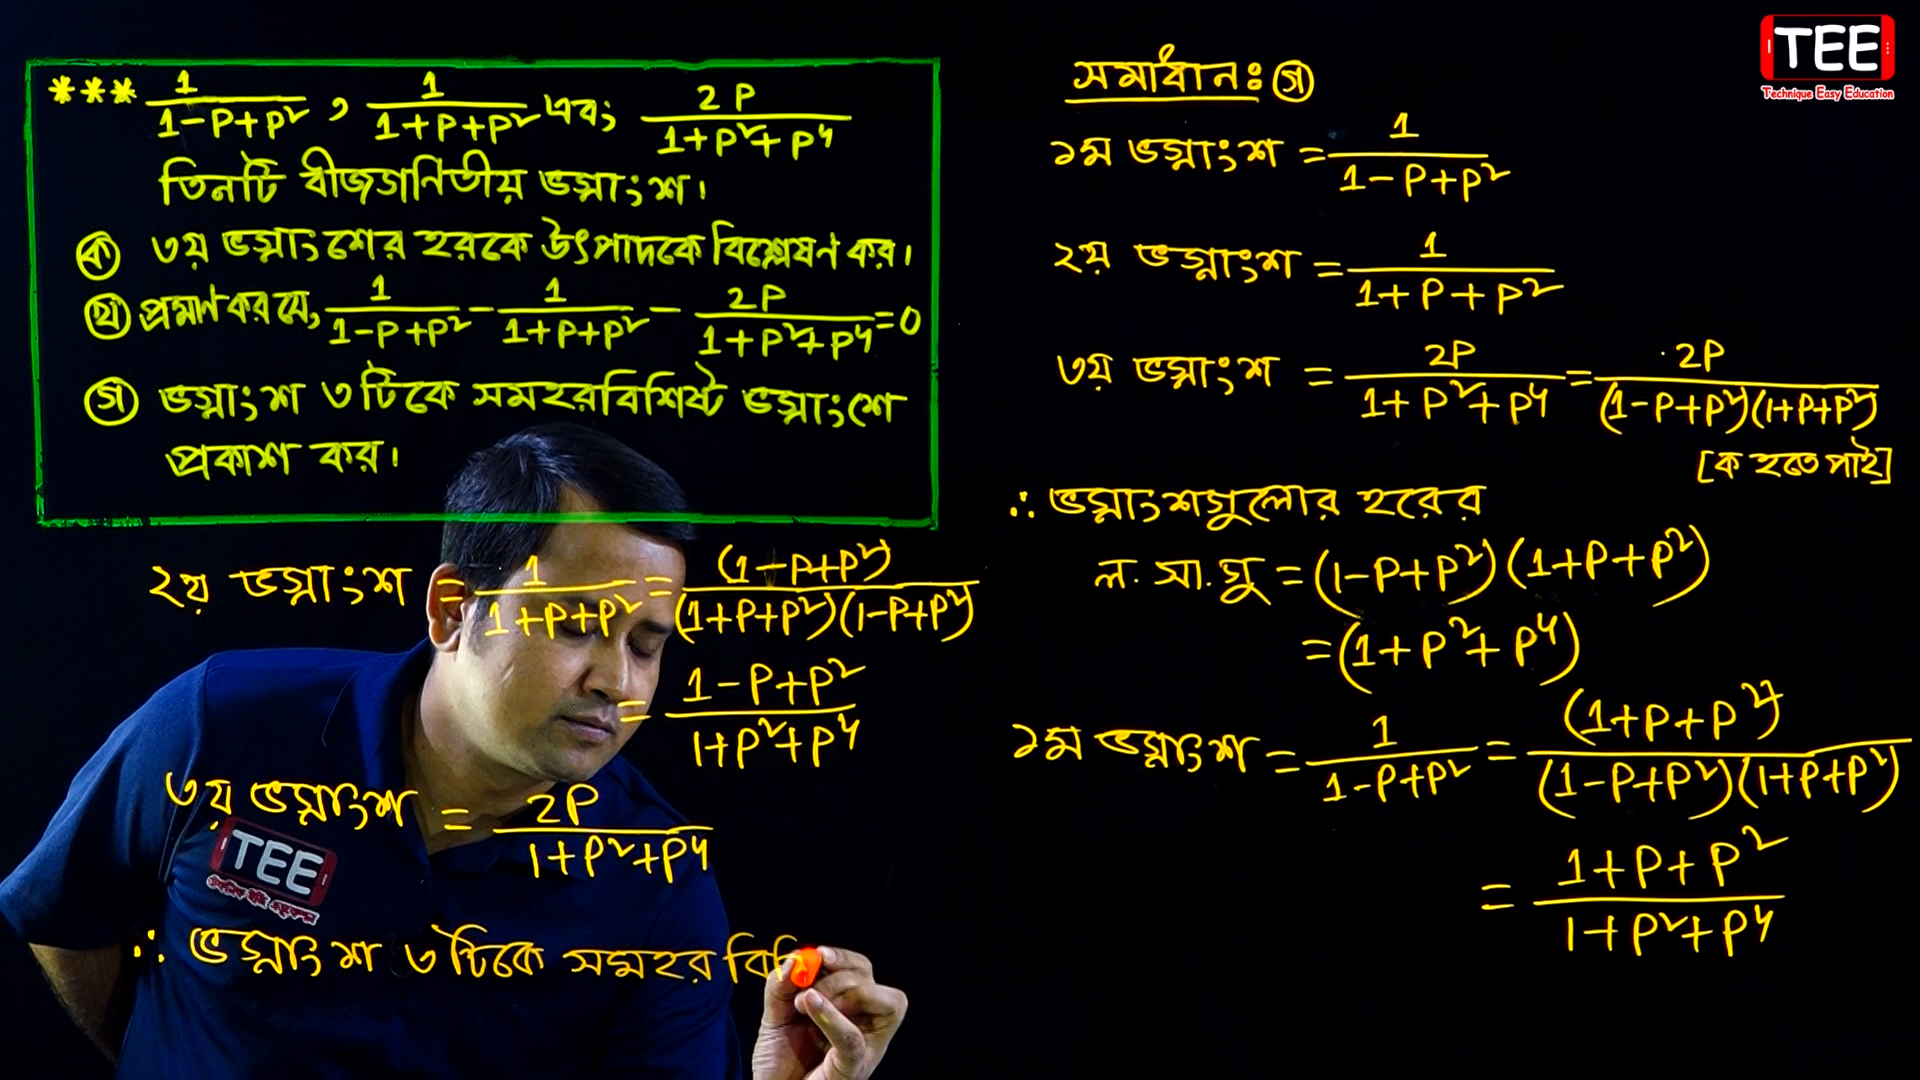 TEE
Technique Easy Education
*** 1/(1-P+P²) , 1/(1+P+P²) এবং 2P/(1+P²+P⁴)
তিনটি বীজগণিতীয় ভগ্নাংশ।
(ক) ৩য় ভগ্নাংশের হরকে উৎপাদকে বিশ্লেষণ কর।
(খ) প্রমাণ কর যে, 1/(1-P+P²) - 1/(1+P+P²) - 2P/(1+P²+P⁴) = 0
(গ) ভগ্নাংশ ৩টিকে সমহরবিশিষ্ট ভগ্নাংশে
প্রকাশ কর।
সমাধানঃ (গ)
১ম ভগ্নাংশ = 1/(1-P+P²)
২য় ভগ্নাংশ = 1/(1+P+P²)
৩য় ভগ্নাংশ = 2P/(1+P²+P⁴) = 2P/(1-P+P²)(1+P+P²)
[ক হতে পাই]
∴ ভগ্নাংশগুলোর হরের
ল. সা. গু = (1-P+P²)(1+P+P²)
= (1+P²+P⁴)
১ম ভগ্নাংশ = 1/(1-P+P²) = (1+P+P²)/(1-P+P²)(1+P+P²)
= (1+P+P²)/(1+P²+P⁴)
২য় ভগ্নাংশ = 1/(1+P+P²) = (1-P+P²)/(1+P+P²)(1-P+P²)
= (1-P+P²)/(1+P²+P⁴)
৩য় ভগ্নাংশ = 2P/(1+P²+P⁴)
TEE
∴ ভগ্নাংশ ৩টিকে সমহর